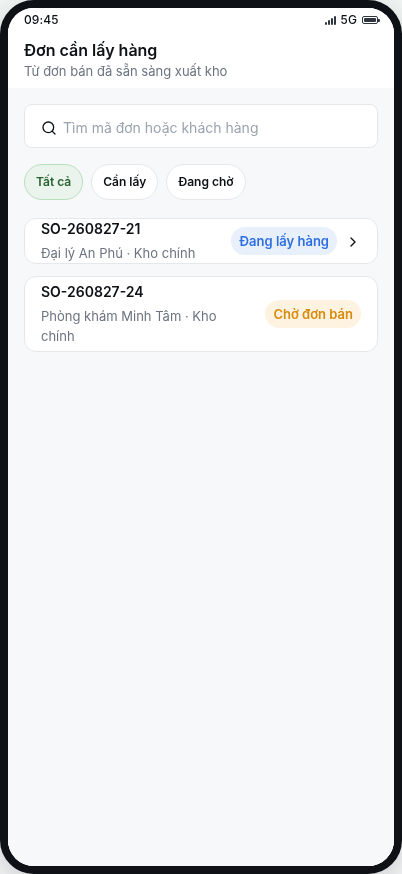 09:45
5G
Đơn cần lấy hàng
Từ đơn bán đã sẵn sàng xuất kho
Tìm mã đơn hoặc khách hàng
Tất cả
Cần lấy
Đang chờ
SO-260827-21
Đại lý An Phú · Kho chính
Đang lấy hàng
SO-260827-24
Phòng khám Minh Tâm · Kho
chính
Chờ đơn bán